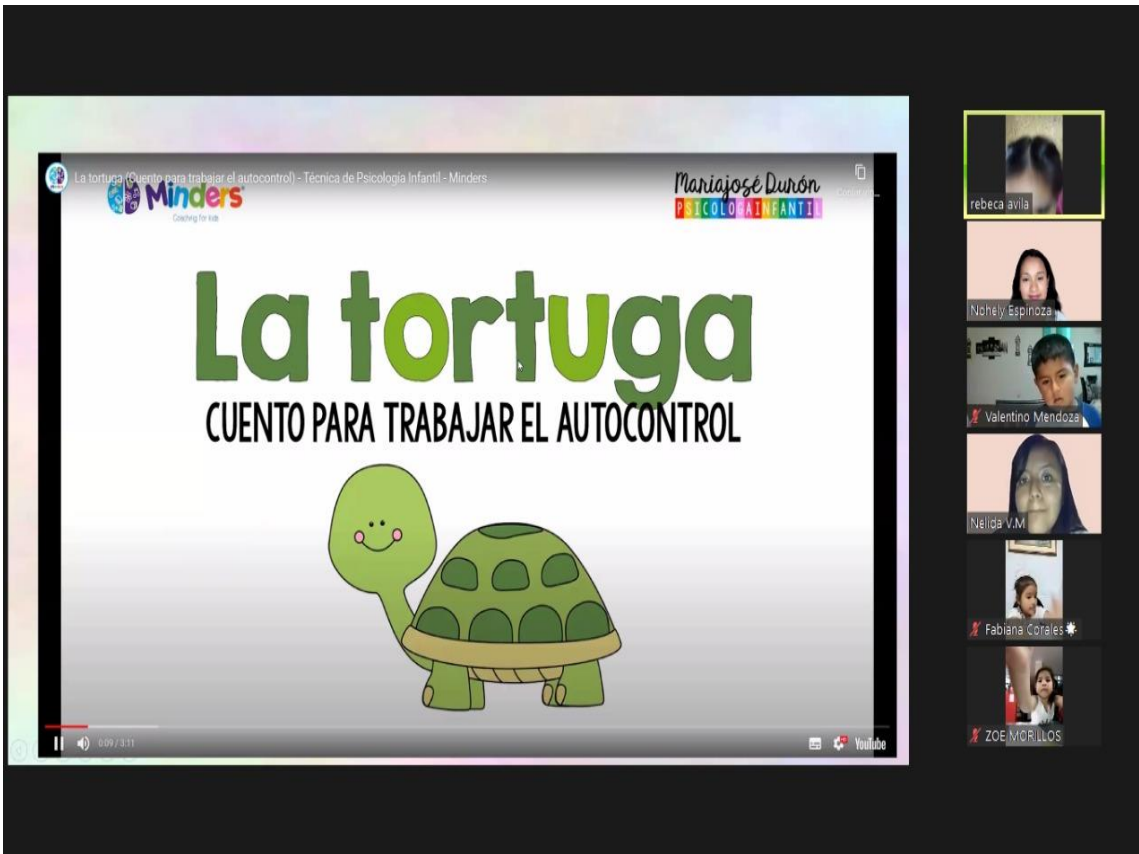 La tortuga (Cuento para trabajar el autocontrol) - Técnica de Psicología Infantil - Minders
Minders
Coaching for kids
Mariajosé Durón
PSICOLOGAINFANTIL
La tortuga
CUENTO PARA TRABAJAR EL AUTOCONTROL
0:09 / 3:11
HD
YouTube
rebeca avila
Nohely Espinoza
Valentino Mendoza
Nelida V.M
Fabiana Corales
ZOE MORILLOS